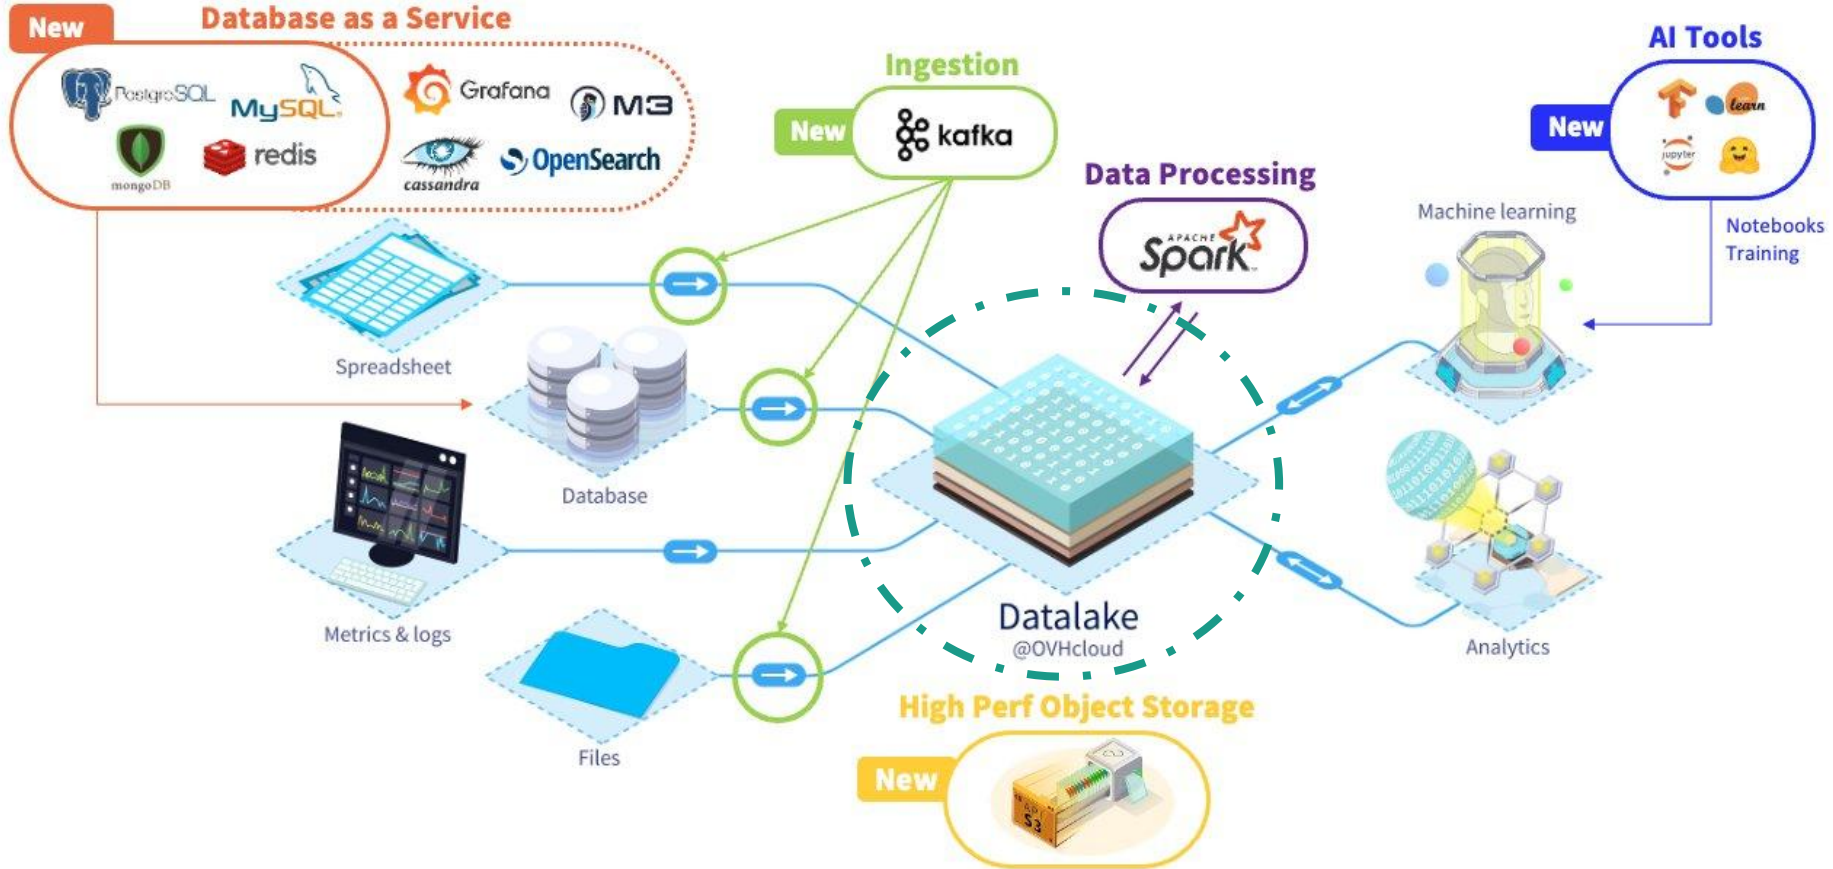 New
Database as a Service
PostgreSQL
MySQL
mongoDB
redis
Grafana
M3
cassandra
OpenSearch
Ingestion
New
kafka
Data Processing
APACHE
Spark
AI Tools
New
learn
jupyter
Machine learning
Notebooks
Training
Spreadsheet
Database
Metrics & logs
Files
Datalake
@OVHcloud
Analytics
High Perf Object Storage
New
API
S3